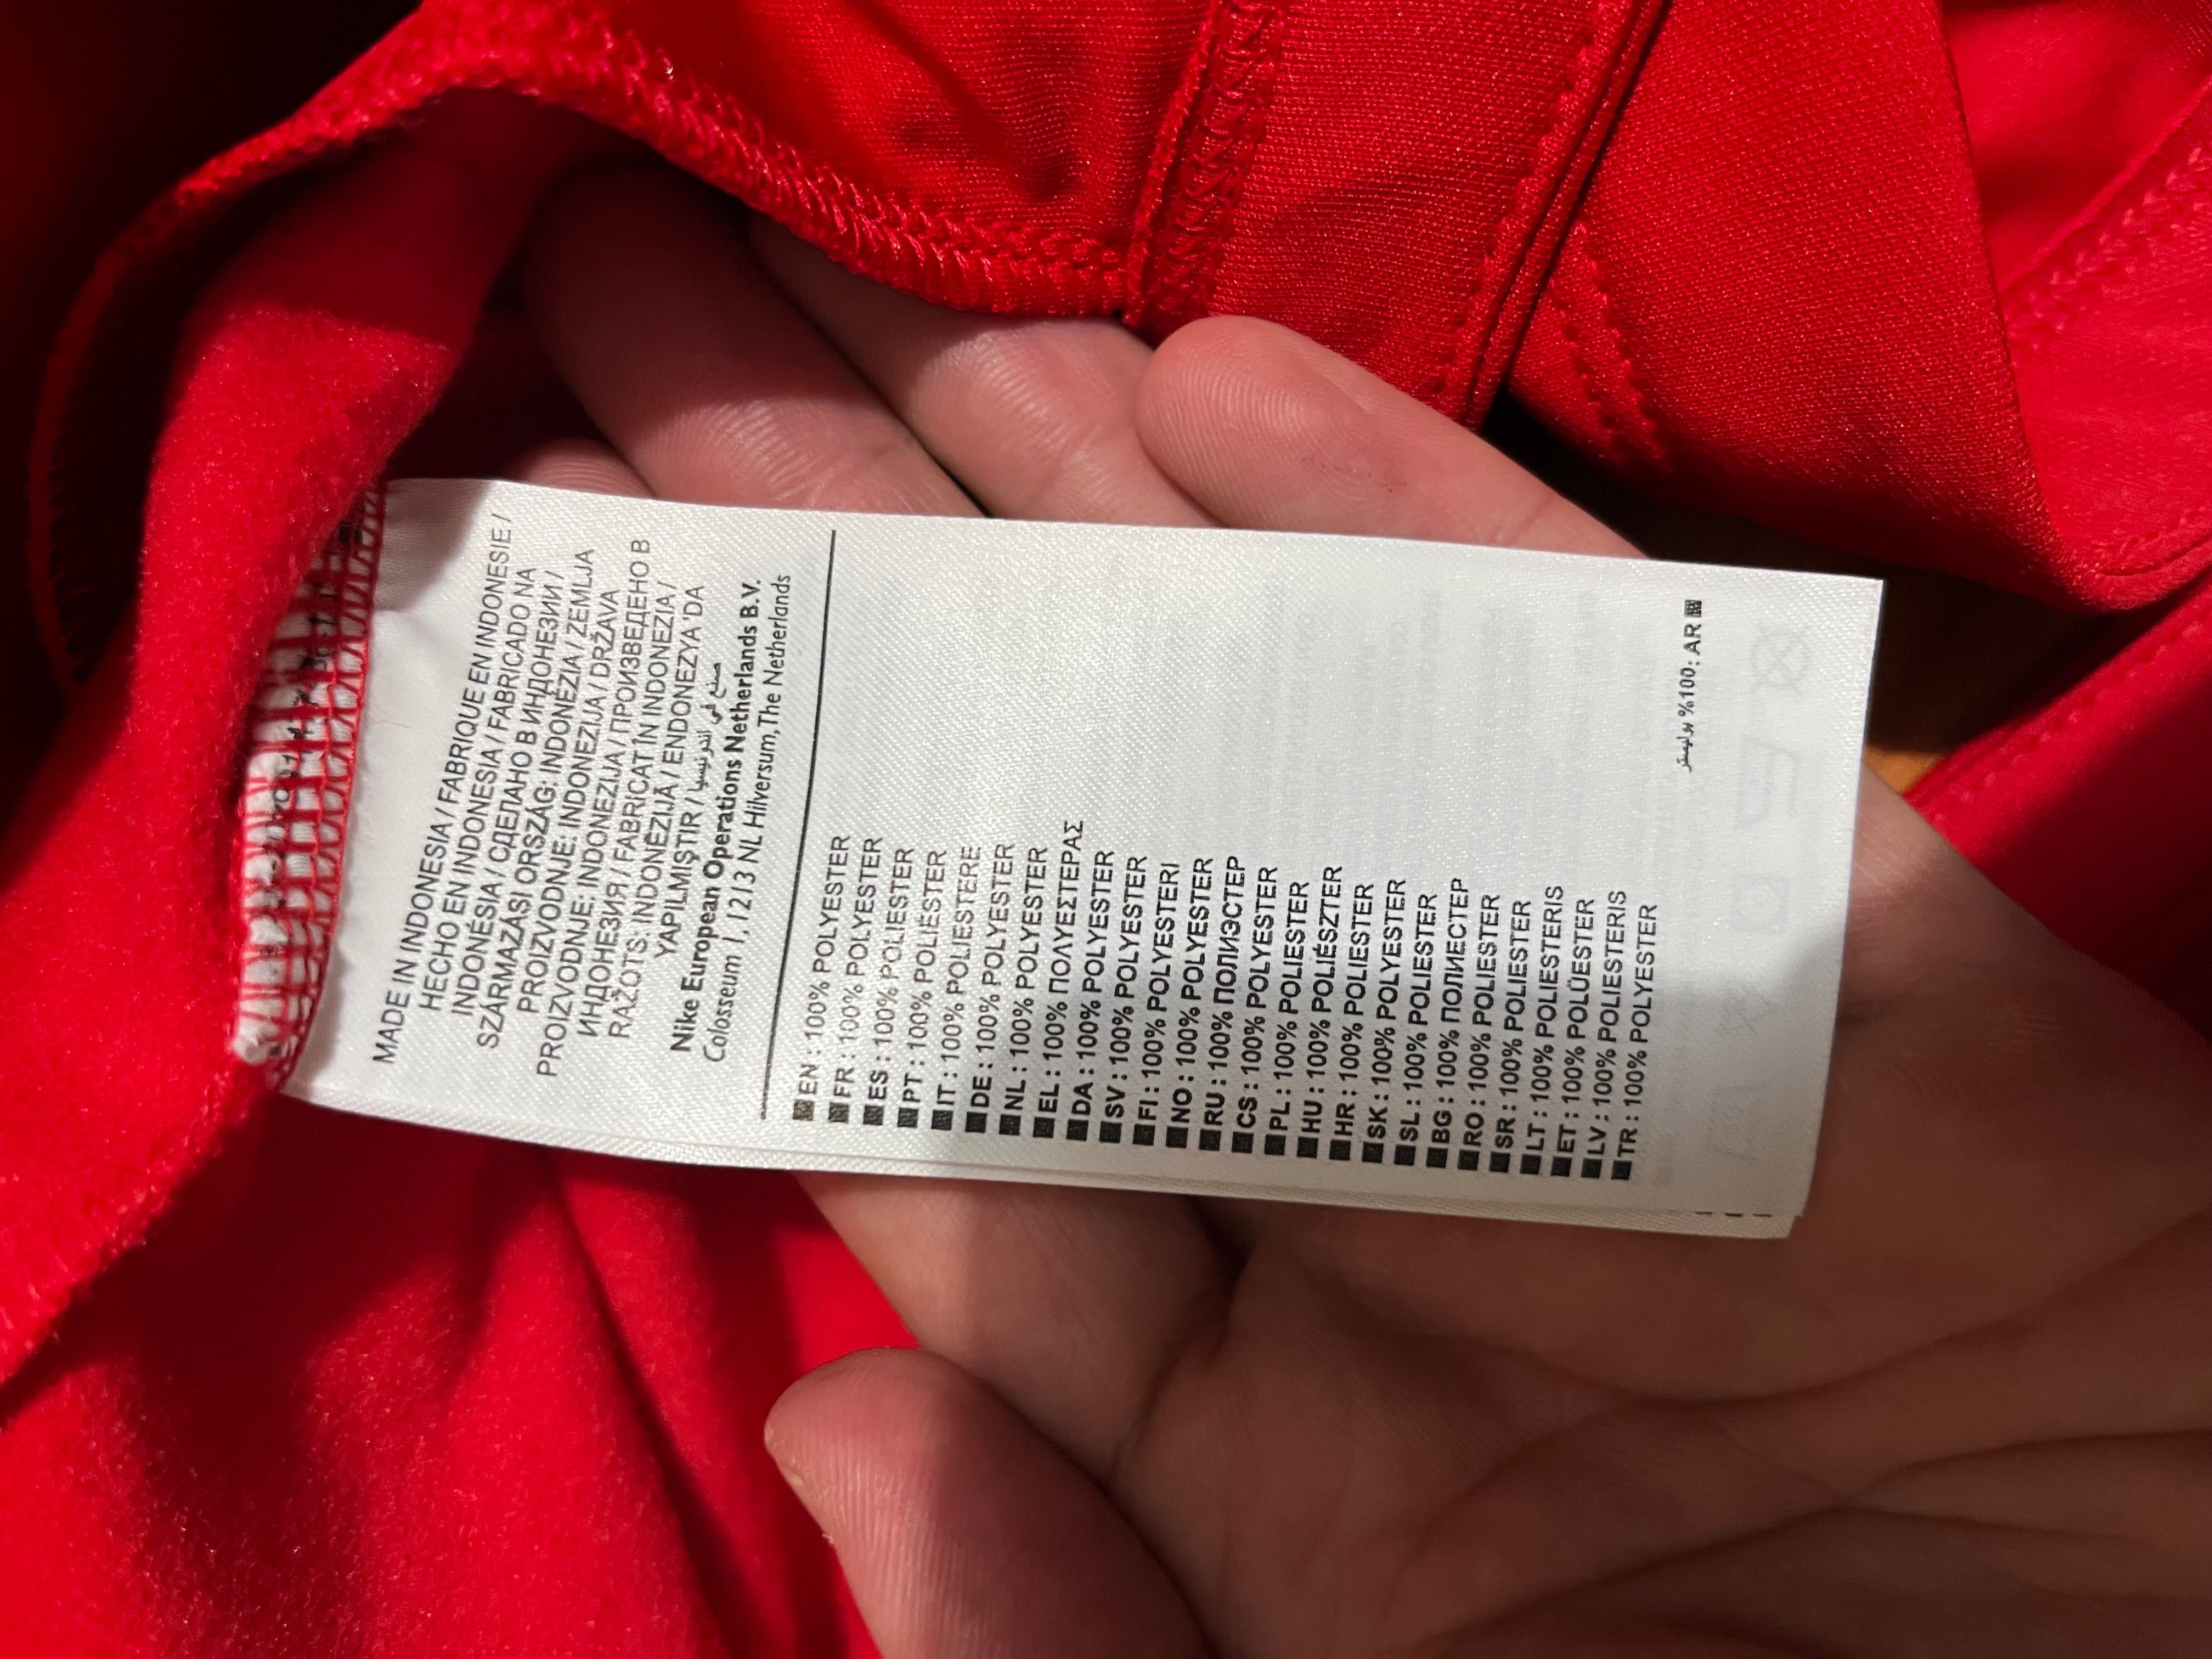 MADE IN INDONESIA / FABRIQUE EN INDONESIE /
HECHO EN INDONESIA / FABRICADO NA
INDONÉSIA / СДЕЛАНО В ИНДОНЕЗИИ /
SZÁRMAZÁSI ORSZÁG: INDONÉZIA / ZEMLJA
PROIZVODNJE: INDONEZIJA / DRŽAVA
PROIZVODNJE: INDONEZIJA / ПРОИЗВЕДЕНО В
ИНДОНЕЗИЯ / FABRICAT ÎN INDONEZIA /
RAŽOTS: INDONĒZIJĀ / ENDONEZYA'DA
YAPILMIŞTIR / صنع في اندونيسيا
Nike European Operations Netherlands B.V.
Colosseum 1, 1213 NL Hilversum, The Netherlands
EN : 100% POLYESTER
FR : 100% POLYESTER
ES : 100% POLIESTER
PT : 100% POLIÉSTER
IT : 100% POLIESTERE
DE : 100% POLYESTER
NL : 100% POLYESTER
EL : 100% ΠΟΛΥΕΣΤΕΡΑΣ
DA : 100% POLYESTER
SV : 100% POLYESTER
FI : 100% POLYESTERI
NO : 100% POLYESTER
RU : 100% ПОЛИЭСТЕР
CS : 100% POLYESTER
PL : 100% POLIESTER
HU : 100% POLIÉSZTER
HR : 100% POLIESTER
SK : 100% POLYESTER
SL : 100% POLIESTER
BG : 100% ПОЛИЕСТЕР
RO : 100% POLIESTER
SR : 100% POLIESTER
LT : 100% POLIESTERIS
ET : 100% POLÜESTER
LV : 100% POLIESTERIS
TR : 100% POLYESTER
AR :100% بوليستر